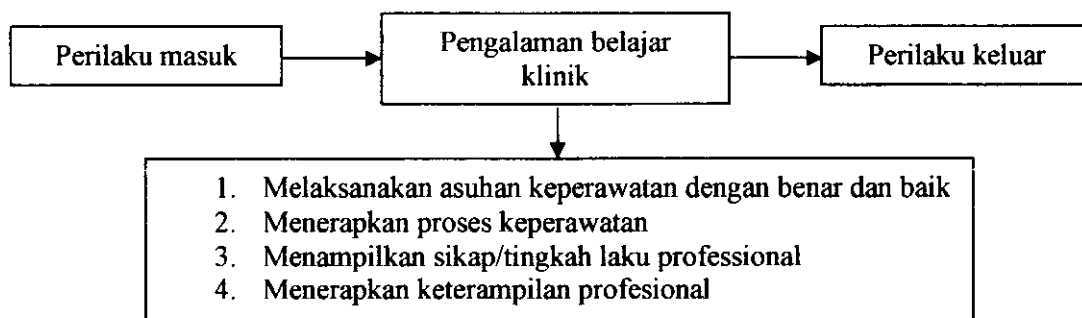 Perilaku masuk
Pengalaman belajar
klinik
Perilaku keluar
1. Melaksanakan asuhan keperawatan dengan benar dan baik
2. Menerapkan proses keperawatan
3. Menampilkan sikap/tingkah laku professional
4. Menerapkan keterampilan profesional